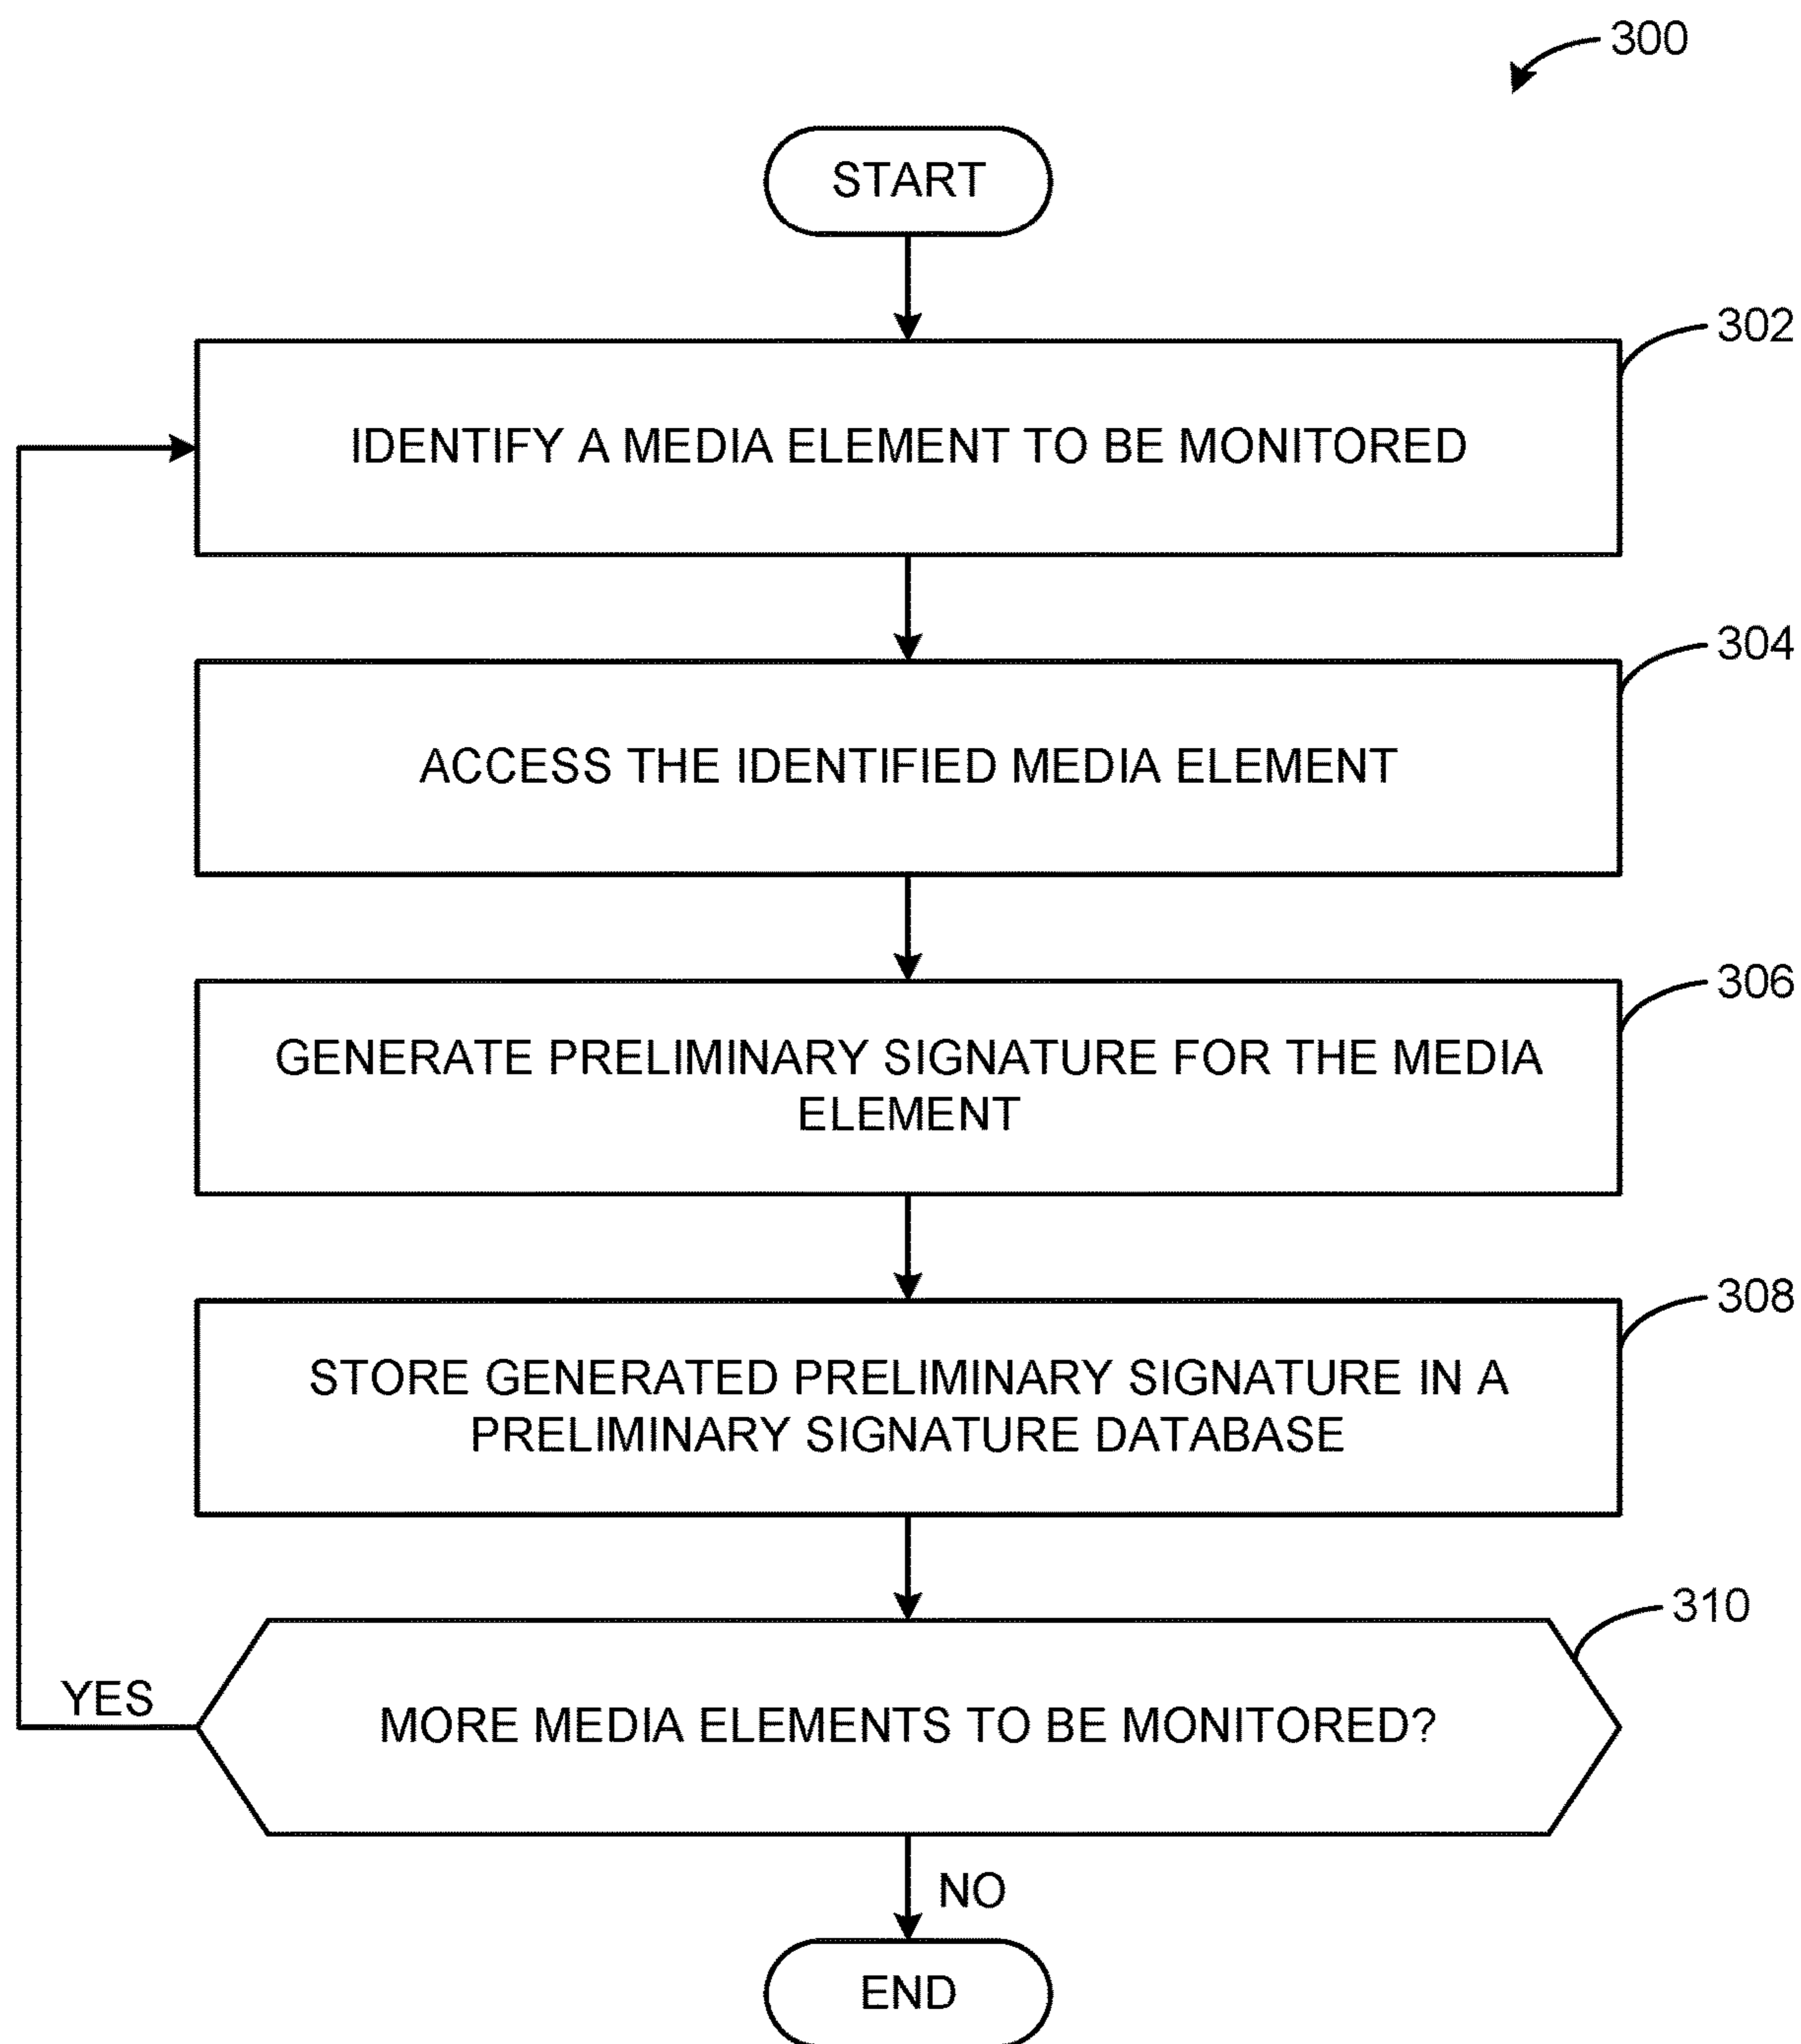 300
START
302
IDENTIFY A MEDIA ELEMENT TO BE MONITORED
304
ACCESS THE IDENTIFIED MEDIA ELEMENT
306
GENERATE PRELIMINARY SIGNATURE FOR THE MEDIA
ELEMENT
308
STORE GENERATED PRELIMINARY SIGNATURE IN A
PRELIMINARY SIGNATURE DATABASE
310
YES
MORE MEDIA ELEMENTS TO BE MONITORED?
NO
END